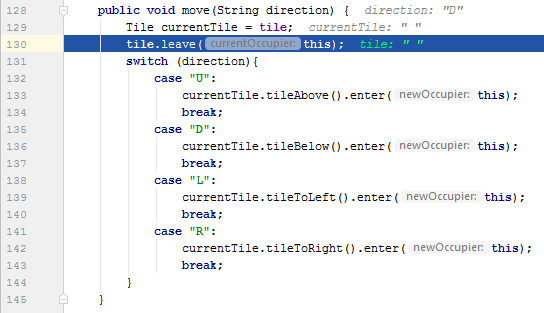 128 public void move(String direction) { direction: "D"
129 Tile currentTile = tile; currentTile: " "
130 tile.leave( currentOccupier: this); tile: " "
131 switch (direction){
132 case "U":
133 currentTile.tileAbove().enter( newOccupier: this);
134 break;
135 case "D":
136 currentTile.tileBelow().enter( newOccupier: this);
137 break;
138 case "L":
139 currentTile.tileToLeft().enter( newOccupier: this);
140 break;
141 case "R":
142 currentTile.tileToRight().enter( newOccupier: this);
143 break;
144 }
145 }